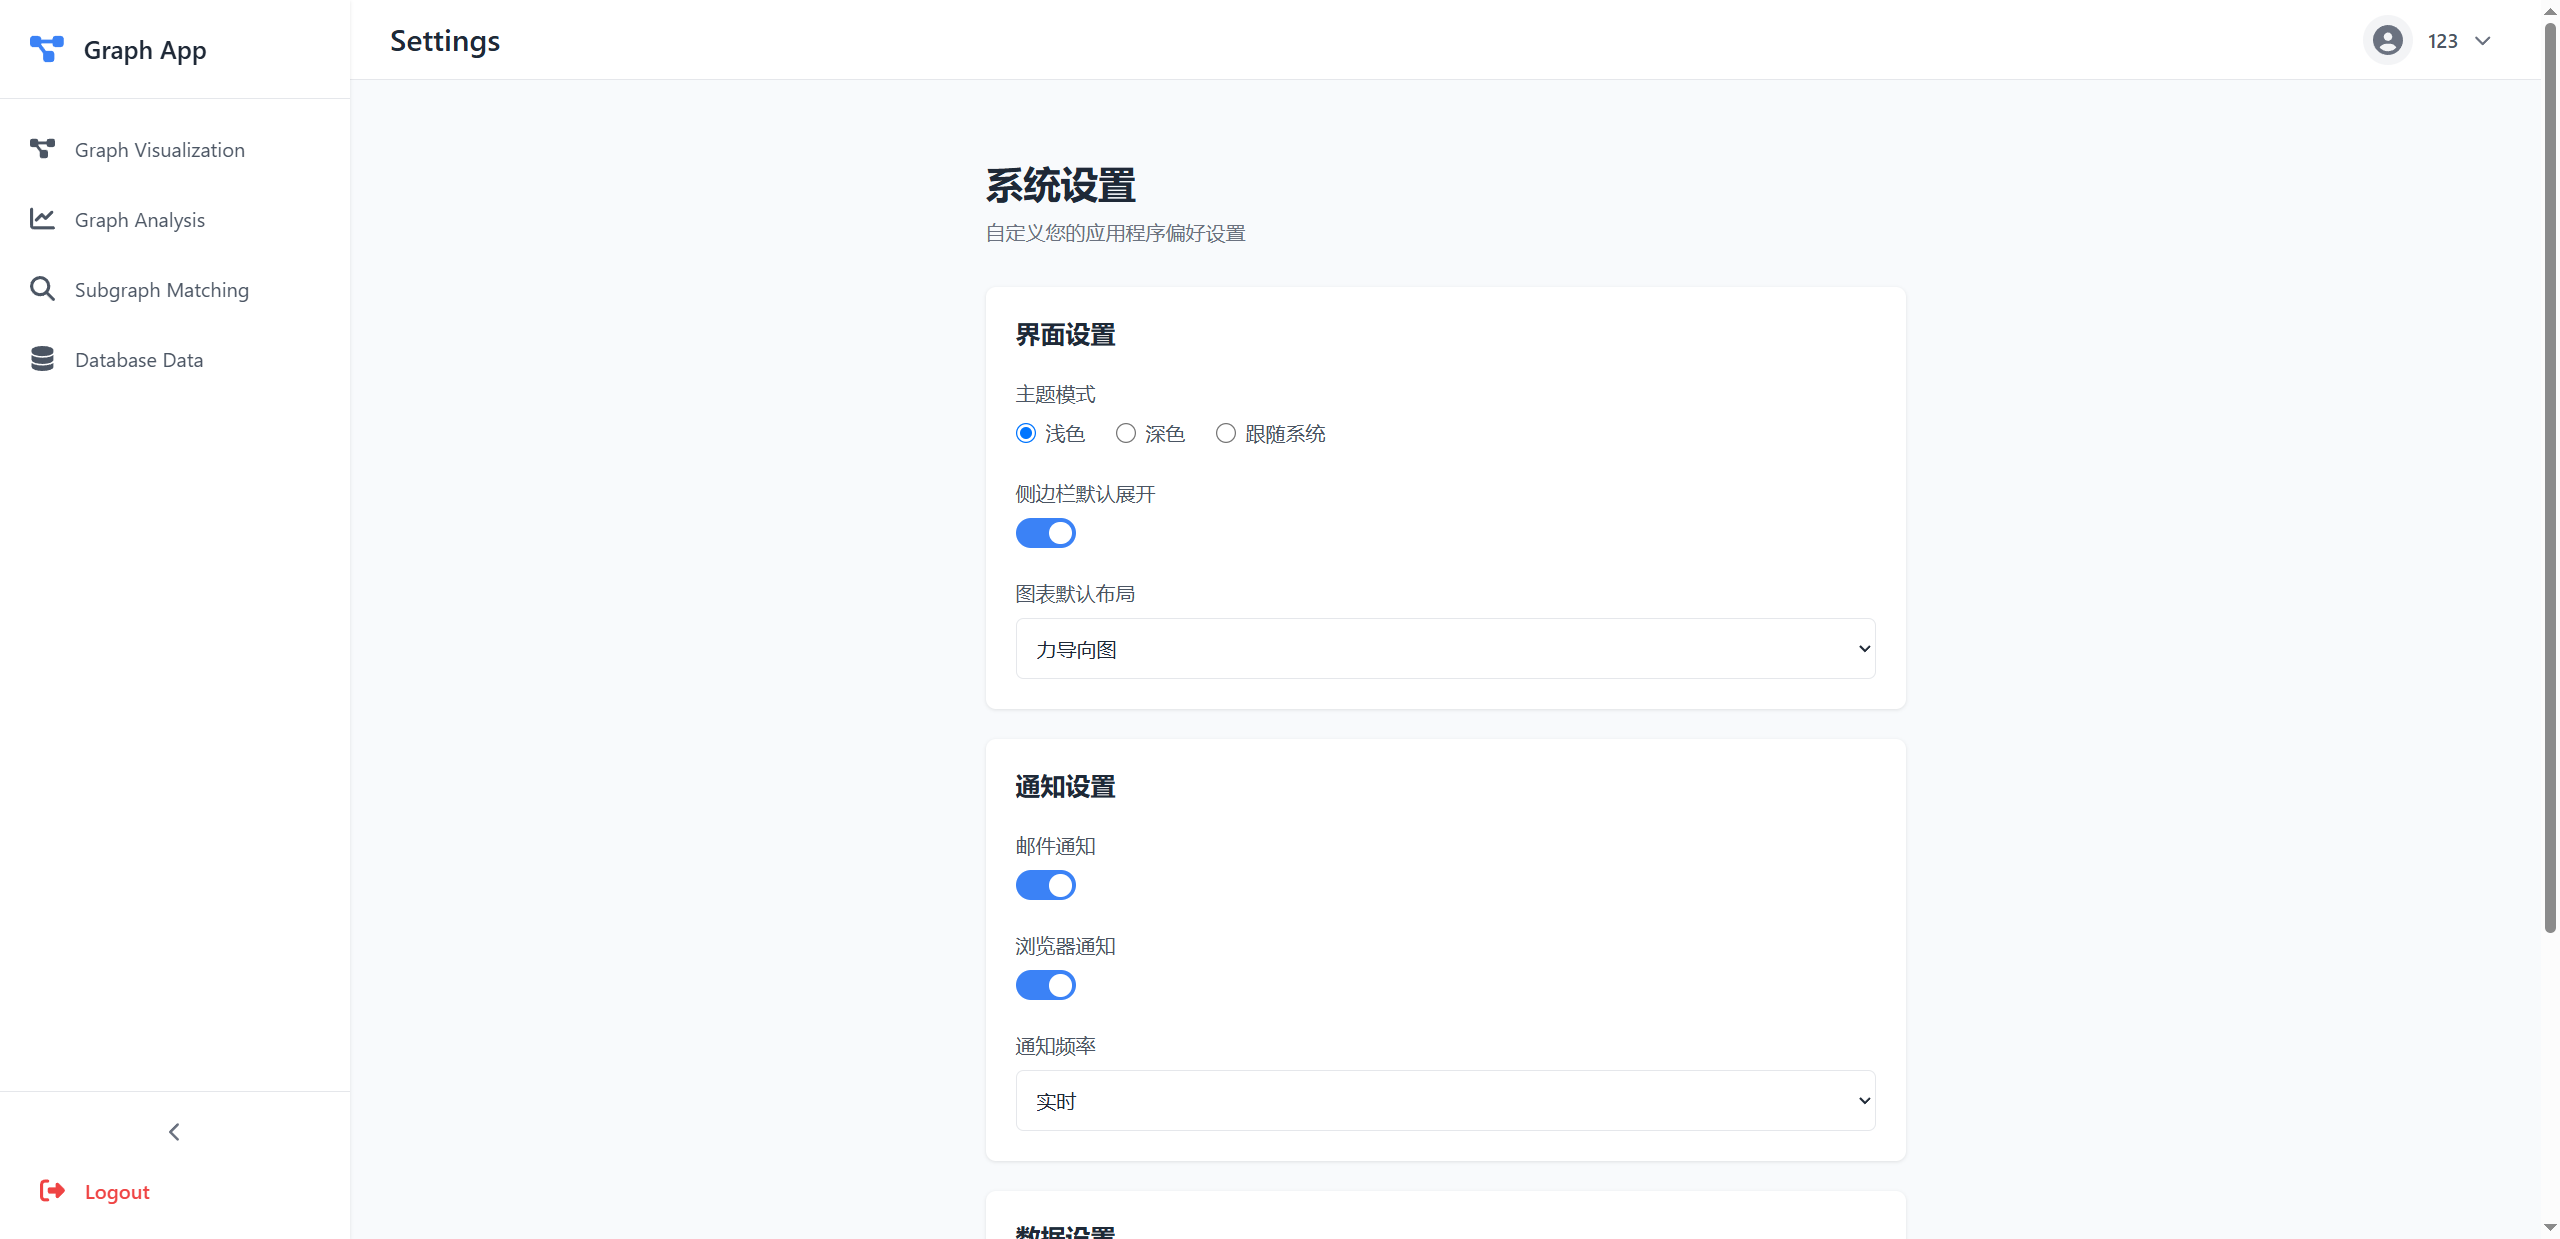 Graph App
Settings
123
Graph Visualization
Graph Analysis
Subgraph Matching
Database Data
系统设置
自定义您的应用程序偏好设置
界面设置
主题模式
浅色 深色 跟随系统
侧边栏默认展开
图表默认布局
力导向图
通知设置
邮件通知
浏览器通知
通知频率
实时
数据设置
Logout